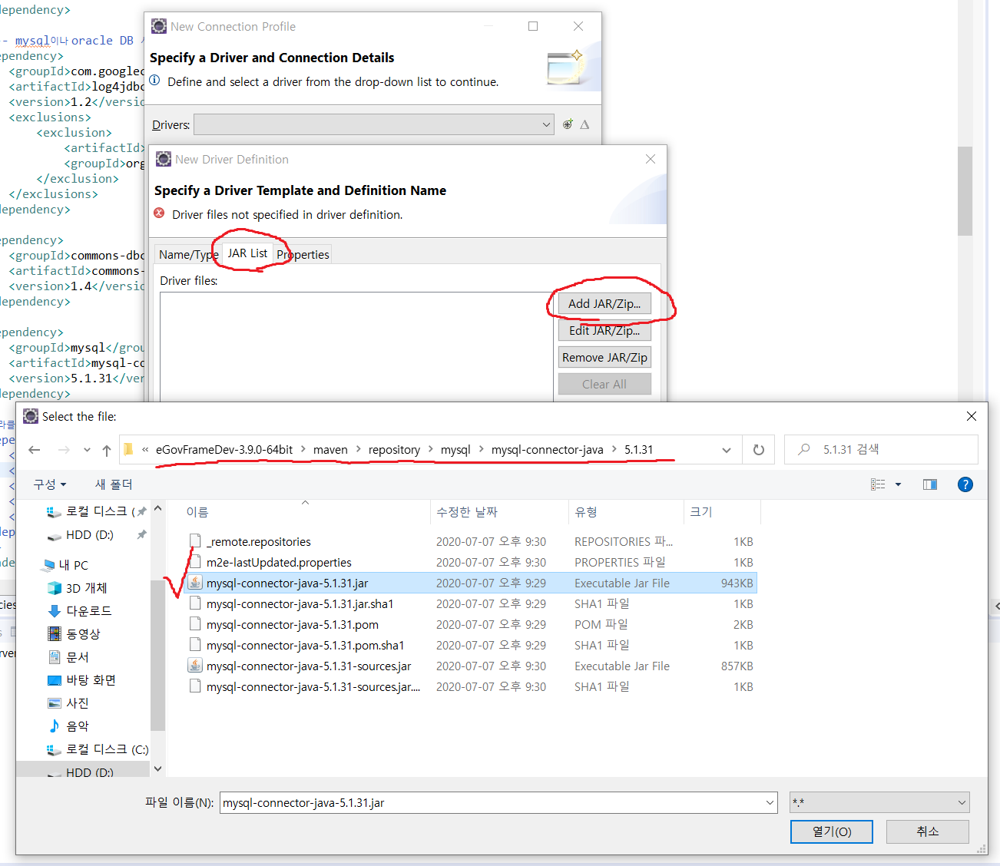 ependency>
-- mysql이나 oracle DB
ependency>
<groupId>com.googlec
<artifactId>log4jdbc
<version>1.2</versio
<exclusions>
<exclusion>
<artifactId>
<groupId>org
</exclusion>
</exclusions>
ependency>
ependency>
<groupId>commons-dbc
<artifactId>commons-
<version>1.4</versio
ependency>
ependency>
<groupId>mysql</grou
<artifactId>mysql-co
<version>5.1.31</ver
ependency>
New Connection Profile
Specify a Driver and Connection Details
Define and select a driver from the drop-down list to continue.
Drivers:
New Driver Definition
Specify a Driver Template and Definition Name
Driver files not specified in driver definition.
Name/Type JAR List Properties
Driver files:
Add JAR/Zip...
Edit JAR/Zip...
Remove JAR/Zip
Clear All
Select the file:
« eGovFrameDev-3.9.0-64bit > maven > repository > mysql > mysql-connector-java > 5.1.31
5.1.31 검색
구성 새 폴더
로컬 디스크 (
HDD (D:)
내 PC
3D 개체
다운로드
동영상
문서
바탕 화면
사진
음악
로컬 디스크 (C:)
HDD (D:)
이름 수정한 날짜 유형 크기
_remote.repositories 2020-07-07 오후 9:30 REPOSITORIES 파... 1KB
m2e-lastUpdated.properties 2020-07-07 오후 9:30 PROPERTIES 파일 1KB
mysql-connector-java-5.1.31.jar 2020-07-07 오후 9:29 Executable Jar File 943KB
mysql-connector-java-5.1.31.jar.sha1 2020-07-07 오후 9:29 SHA1 파일 1KB
mysql-connector-java-5.1.31.pom 2020-07-07 오후 9:29 POM 파일 2KB
mysql-connector-java-5.1.31.pom.sha1 2020-07-07 오후 9:29 SHA1 파일 1KB
mysql-connector-java-5.1.31-sources.jar 2020-07-07 오후 9:30 Executable Jar File 857KB
mysql-connector-java-5.1.31-sources.jar.... 2020-07-07 오후 9:30 SHA1 파일 1KB
파일 이름(N): mysql-connector-java-5.1.31.jar
*.*
열기(O) 취소